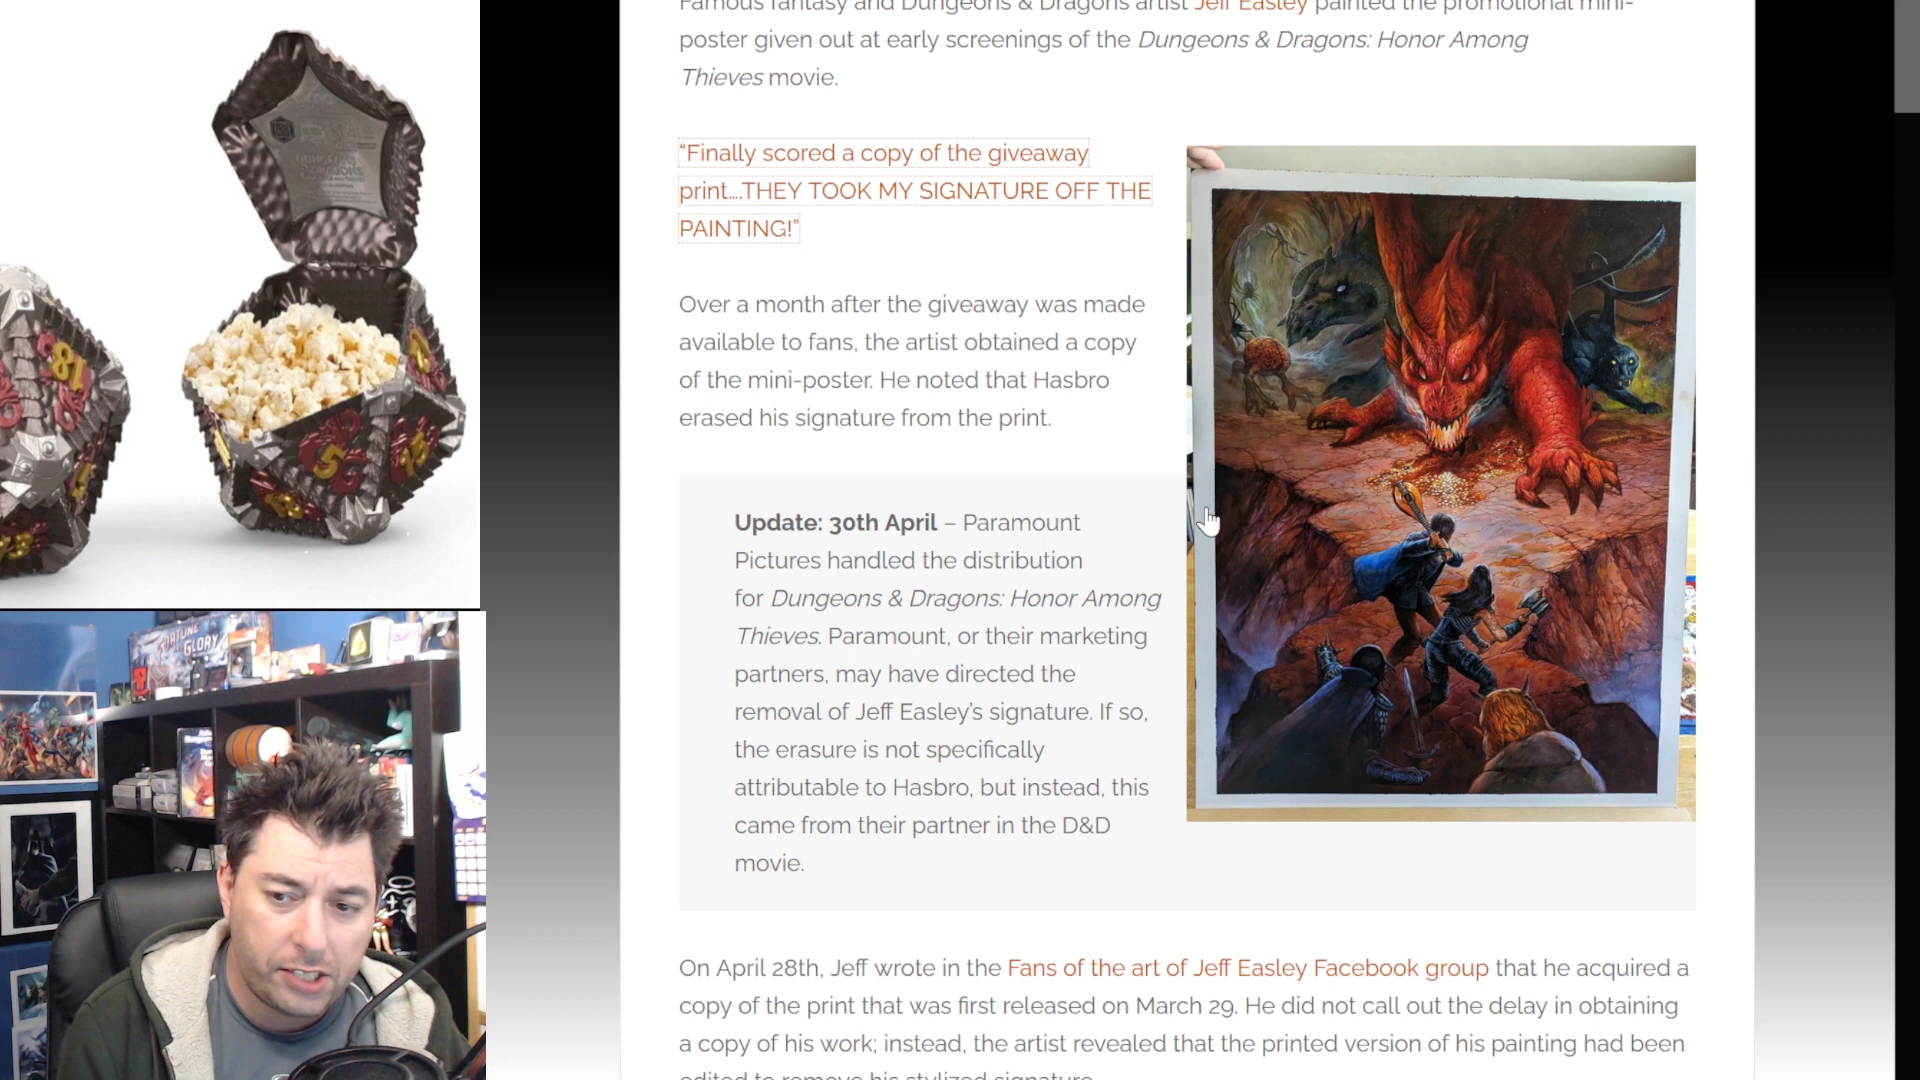 Famous fantasy and Dungeons & Dragons artist Jeff Easley painted the promotional mini-
poster given out at early screenings of the Dungeons & Dragons: Honor Among
Thieves movie.
“Finally scored a copy of the giveaway
print….THEY TOOK MY SIGNATURE OFF THE
PAINTING!”
Over a month after the giveaway was made
available to fans, the artist obtained a copy
of the mini-poster. He noted that Hasbro
erased his signature from the print.
Update: 30th April – Paramount
Pictures handled the distribution
for Dungeons & Dragons: Honor Among
Thieves. Paramount, or their marketing
partners, may have directed the
removal of Jeff Easley’s signature. If so,
the erasure is not specifically
attributable to Hasbro, but instead, this
came from their partner in the D&D
movie.
On April 28th, Jeff wrote in the Fans of the art of Jeff Easley Facebook group that he acquired a
copy of the print that was first released on March 29. He did not call out the delay in obtaining
a copy of his work; instead, the artist revealed that the printed version of his painting had been
edited to remove his stylized signature.
DUNGEONS
DRAGONS
18
5
15
13
FORTUNE
GLORY